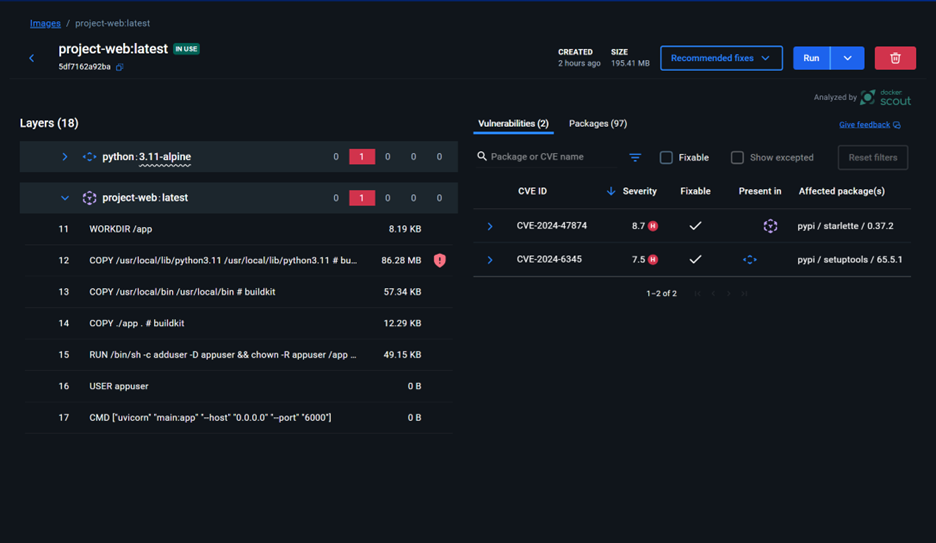 Images / project-web:latest
project-web:latest IN USE
5df7162a92ba
CREATED
2 hours ago
SIZE
195.41 MB
Recommended fixes
Run
Analyzed by docker scout
Give feedback
Layers (18)
python:3.11-alpine 0 1 0 0 0
project-web:latest 0 1 0 0 0
11 WORKDIR /app 8.19 KB
12 COPY /usr/local/lib/python3.11 /usr/local/lib/python3.11 # bu... 86.28 MB
13 COPY /usr/local/bin /usr/local/bin # buildkit 57.34 KB
14 COPY ./app . # buildkit 12.29 KB
15 RUN /bin/sh -c adduser -D appuser && chown -R appuser /app ... 49.15 KB
16 USER appuser 0 B
17 CMD ["uvicorn" "main:app" "--host" "0.0.0.0" "--port" "6000"] 0 B
Vulnerabilities (2) Packages (97)
Package or CVE name Fixable Show excepted Reset filters
CVE ID Severity Fixable Present in Affected package(s)
CVE-2024-47874 8.7 H pypi / starlette / 0.37.2
CVE-2024-6345 7.5 H pypi / setuptools / 65.5.1
1–2 of 2